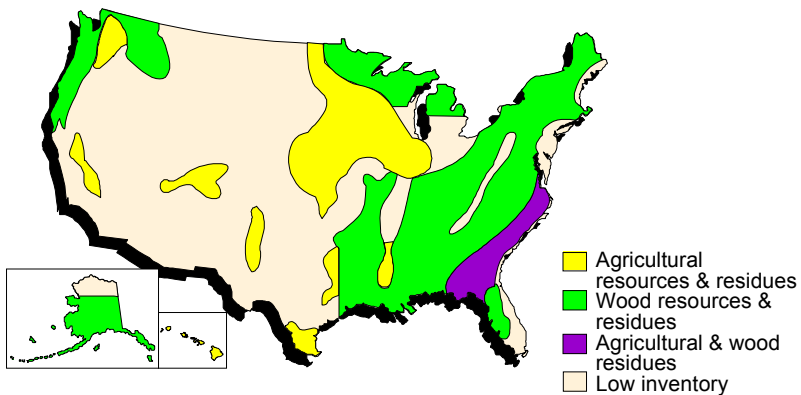 Agricultural
resources & residues
Wood resources &
residues
Agricultural & wood
residues
Low inventory